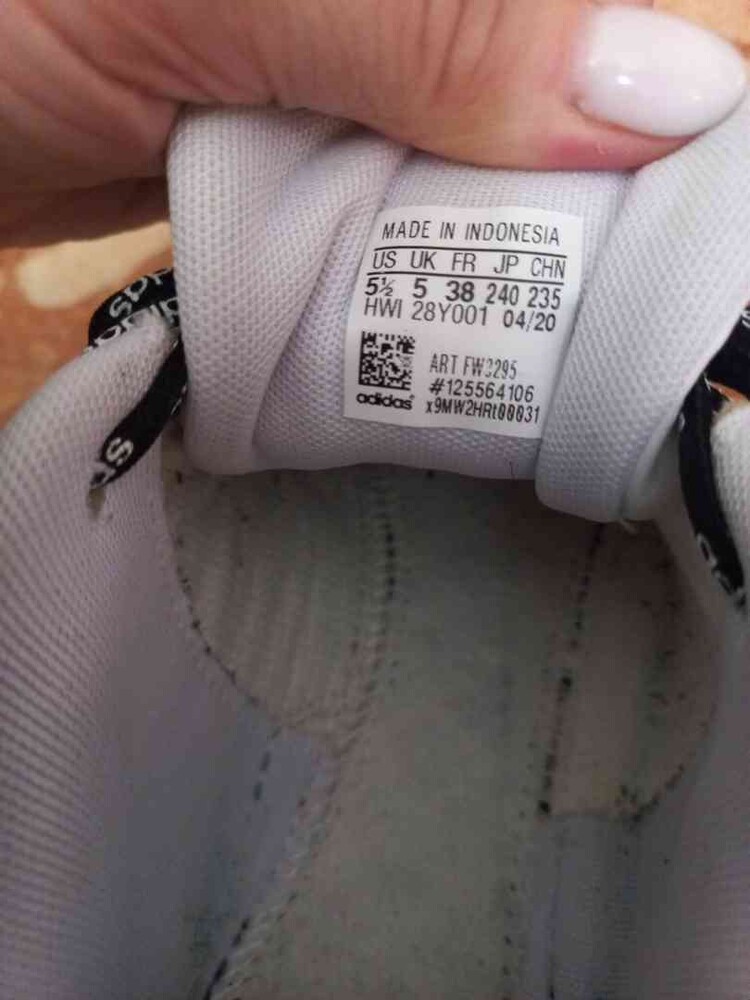 MADE IN INDONESIA
US UK FR JP CHN
5½ 5 38 240 235
HWI 28Y001 04/20
ART FW3295
#125564106
adidas x9MW2HRt00031